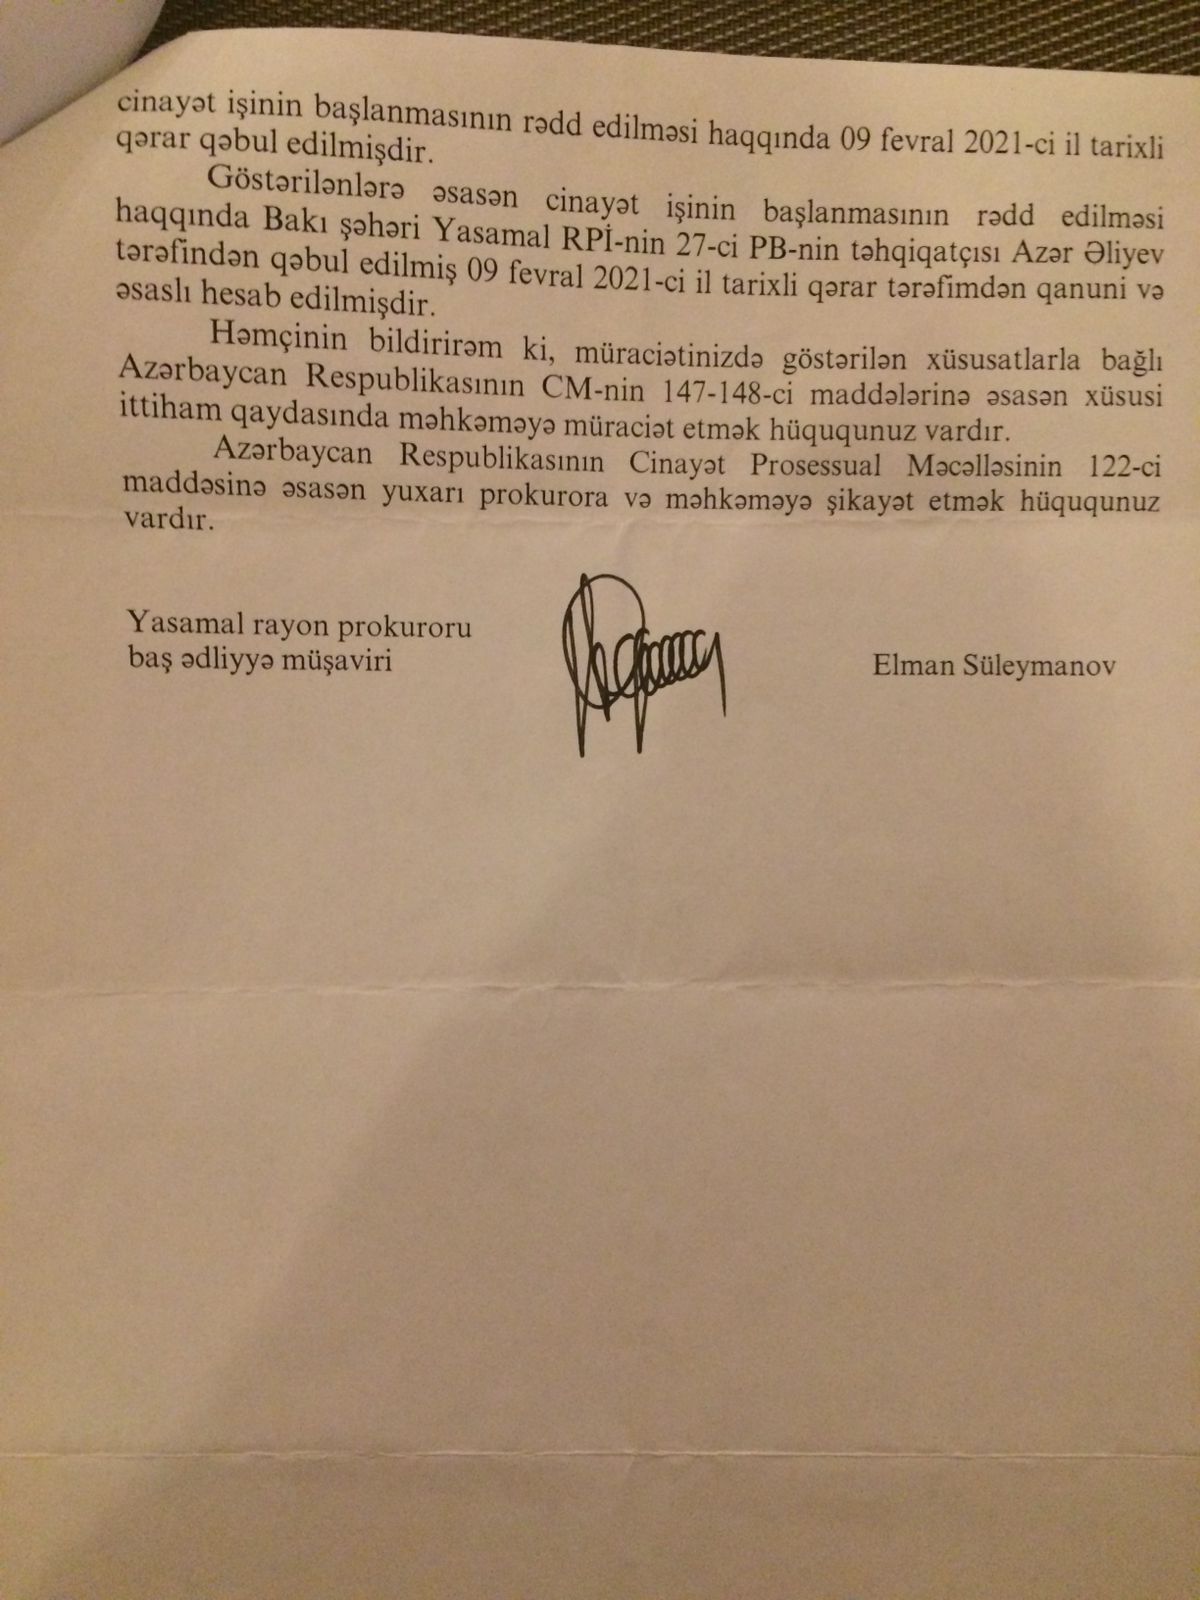 cinayət işinin başlanmasının rədd edilməsi haqqında 09 fevral 2021-ci il tarixli
qərar qəbul edilmişdir.
Göstərilənlərə əsasən cinayət işinin başlanmasının rədd edilməsi
haqqında Bakı şəhəri Yasamal RPİ-nin 27-ci PB-nin təhqiqatçısı Azər Əliyev
tərəfindən qəbul edilmiş 09 fevral 2021-ci il tarixli qərar tərəfimdən qanuni və
əsaslı hesab edilmişdir.
Həmçinin bildirirəm ki, müraciətinizdə göstərilən xüsusatlarla bağlı
Azərbaycan Respublikasının CM-nin 147-148-ci maddələrinə əsasən xüsusi
ittiham qaydasında məhkəməyə müraciət etmək hüququnuz vardır.
Azərbaycan Respublikasının Cinayət Prosessual Məcəlləsinin 122-ci
maddəsinə əsasən yuxarı prokurora və məhkəməyə şikayət etmək hüququnuz
vardır.
Yasamal rayon prokuroru
baş ədliyyə müşaviri
Elman Süleymanov